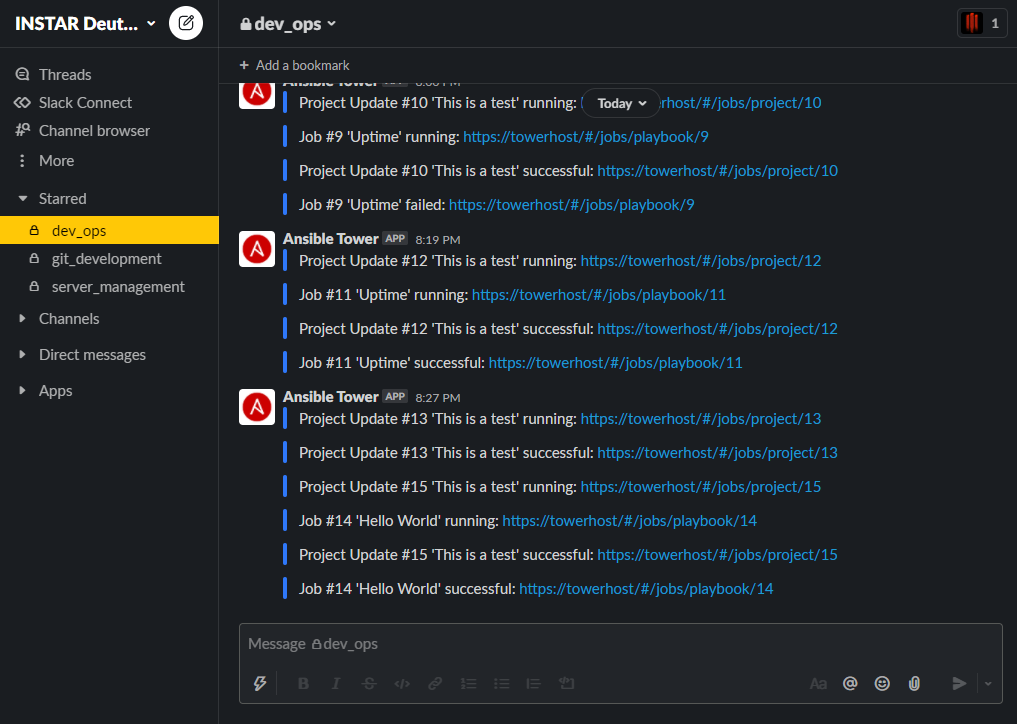 INSTAR Deut...
Threads
Slack Connect
Channel browser
More
Starred
dev_ops
git_development
server_management
Channels
Direct messages
Apps
dev_ops
1
+ Add a bookmark
Ansible Tower
Today
Project Update #10 'This is a test' running: rhost/#/jobs/project/10
Job #9 'Uptime' running: https://towerhost/#/jobs/playbook/9
Project Update #10 'This is a test' successful: https://towerhost/#/jobs/project/10
Job #9 'Uptime' failed: https://towerhost/#/jobs/playbook/9
Ansible Tower APP 8:19 PM
Project Update #12 'This is a test' running: https://towerhost/#/jobs/project/12
Job #11 'Uptime' running: https://towerhost/#/jobs/playbook/11
Project Update #12 'This is a test' successful: https://towerhost/#/jobs/project/12
Job #11 'Uptime' successful: https://towerhost/#/jobs/playbook/11
Ansible Tower APP 8:27 PM
Project Update #13 'This is a test' running: https://towerhost/#/jobs/project/13
Project Update #13 'This is a test' successful: https://towerhost/#/jobs/project/13
Project Update #15 'This is a test' running: https://towerhost/#/jobs/project/15
Job #14 'Hello World' running: https://towerhost/#/jobs/playbook/14
Project Update #15 'This is a test' successful: https://towerhost/#/jobs/project/15
Job #14 'Hello World' successful: https://towerhost/#/jobs/playbook/14
Message dev_ops
B I S Aa @